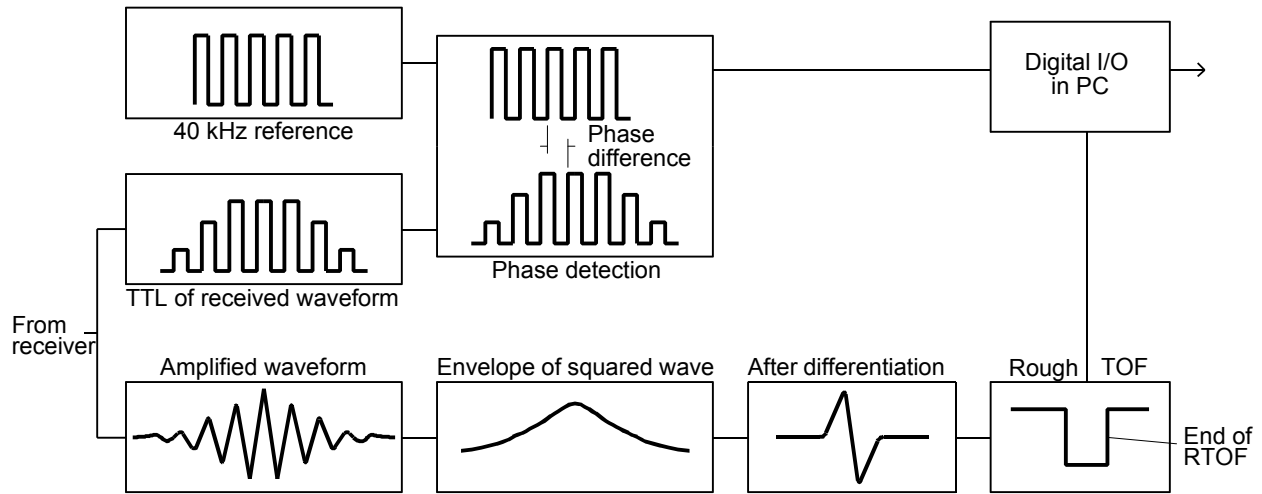 40 kHz reference
Phase
difference
Digital I/O
in PC
TTL of received waveform
Phase detection
From
receiver
Amplified waveform
Envelope of squared wave
After differentiation
Rough TOF
End of
RTOF